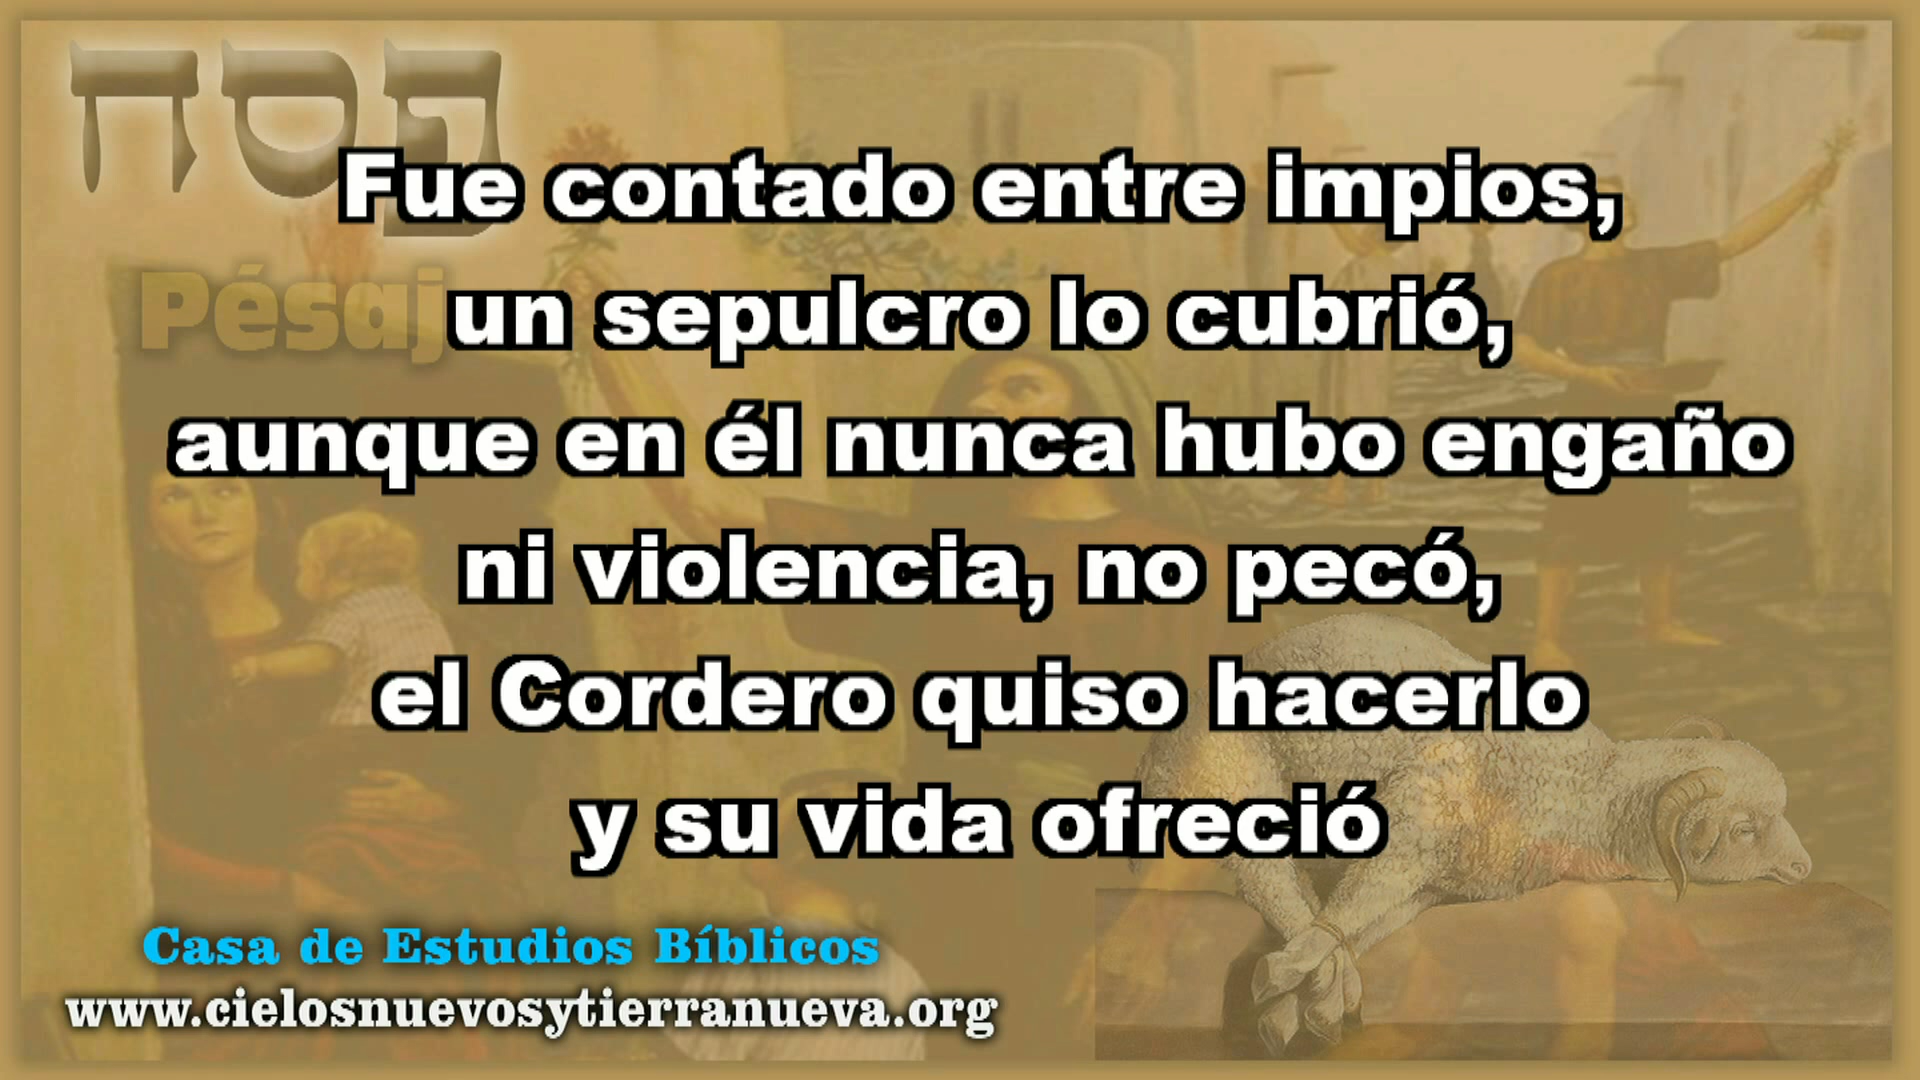 פסח
Pésaj
Fue contado entre impios,
un sepulcro lo cubrió,
aunque en él nunca hubo engaño
ni violencia, no pecó,
el Cordero quiso hacerlo
y su vida ofreció
Casa de Estudios Bíblicos
www.cielosnuevosytierranueva.org